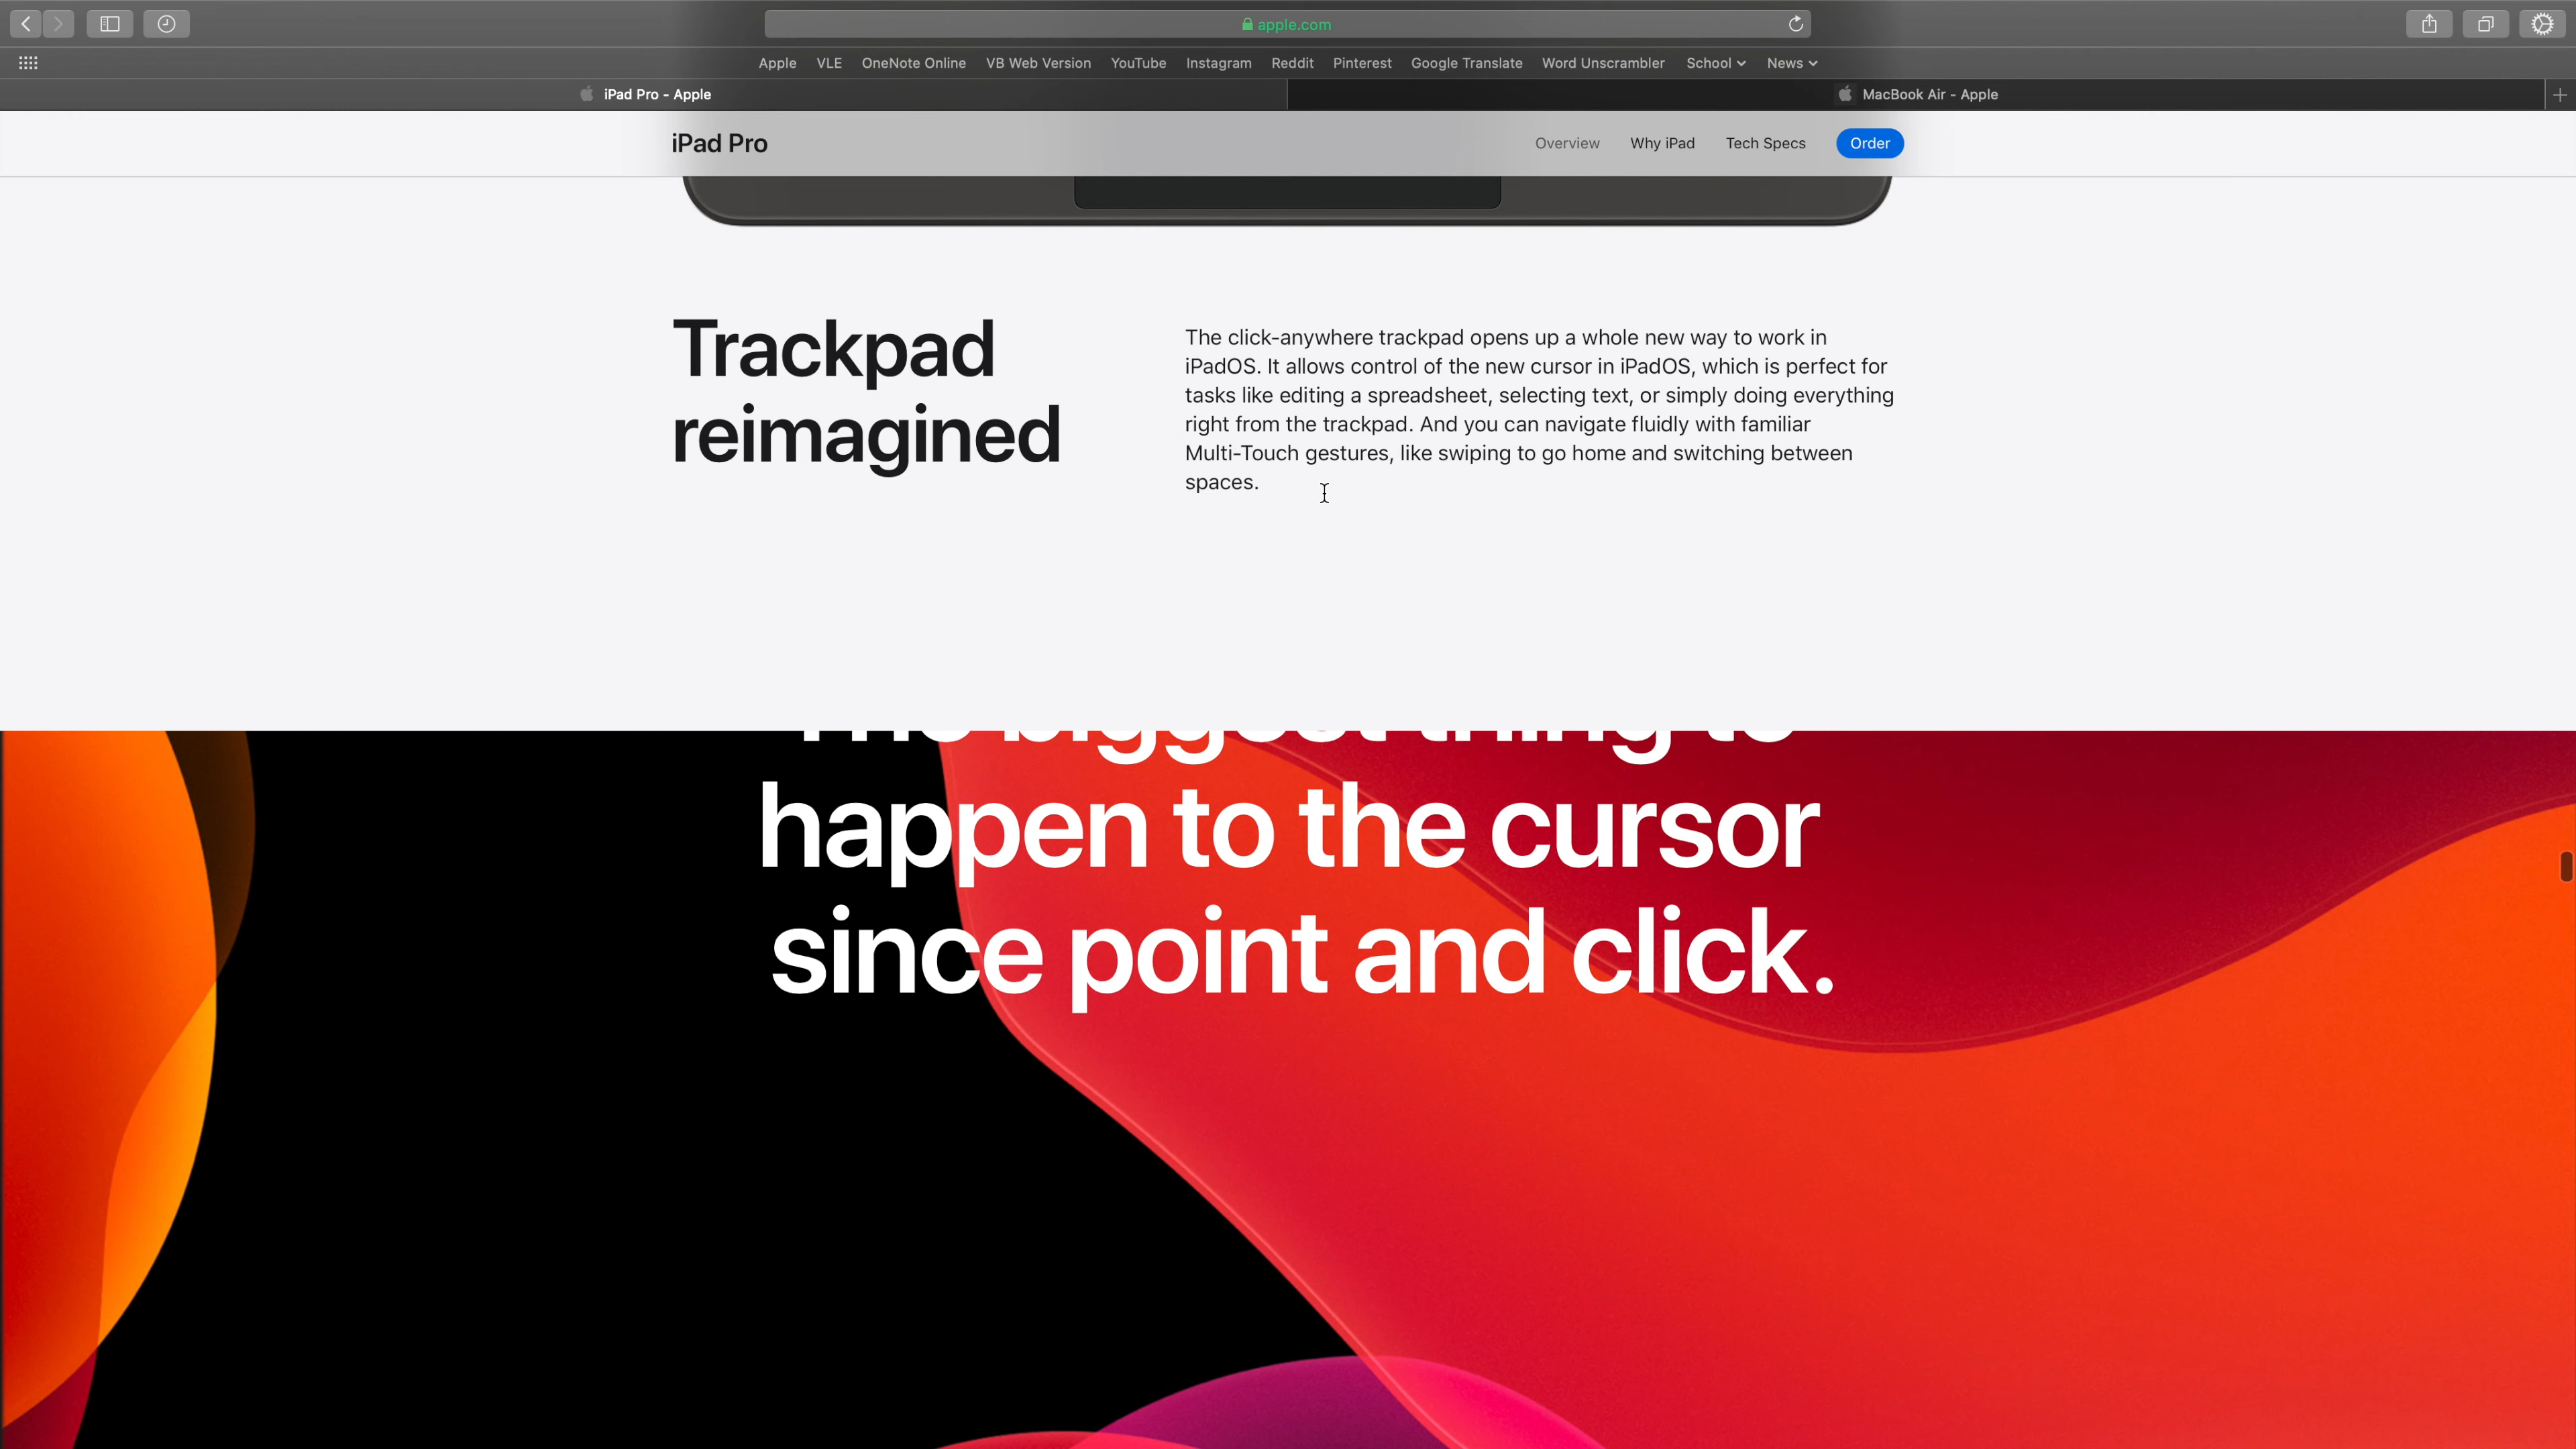 apple.com
Apple VLE OneNote Online VB Web Version YouTube Instagram Reddit Pinterest Google Translate Word Unscrambler School News
iPad Pro - Apple
MacBook Air - Apple
iPad Pro
Overview Why iPad Tech Specs Order
Trackpad
reimagined
The click-anywhere trackpad opens up a whole new way to work in
iPadOS. It allows control of the new cursor in iPadOS, which is perfect for
tasks like editing a spreadsheet, selecting text, or simply doing everything
right from the trackpad. And you can navigate fluidly with familiar
Multi-Touch gestures, like swiping to go home and switching between
spaces.
The biggest thing to
happen to the cursor
since point and click.